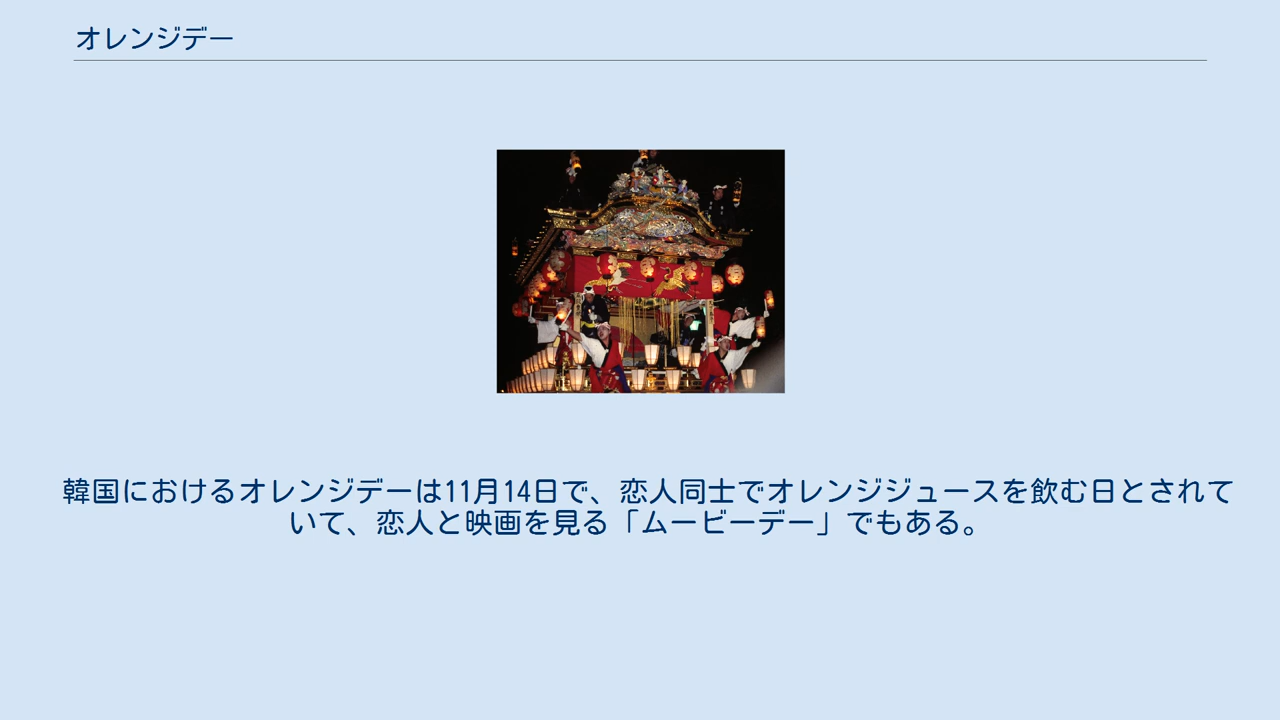 オレンジデー
韓国におけるオレンジデーは11月14日で、恋人同士でオレンジジュースを飲む日とされて
いて、恋人と映画を見る「ムービーデー」でもある。